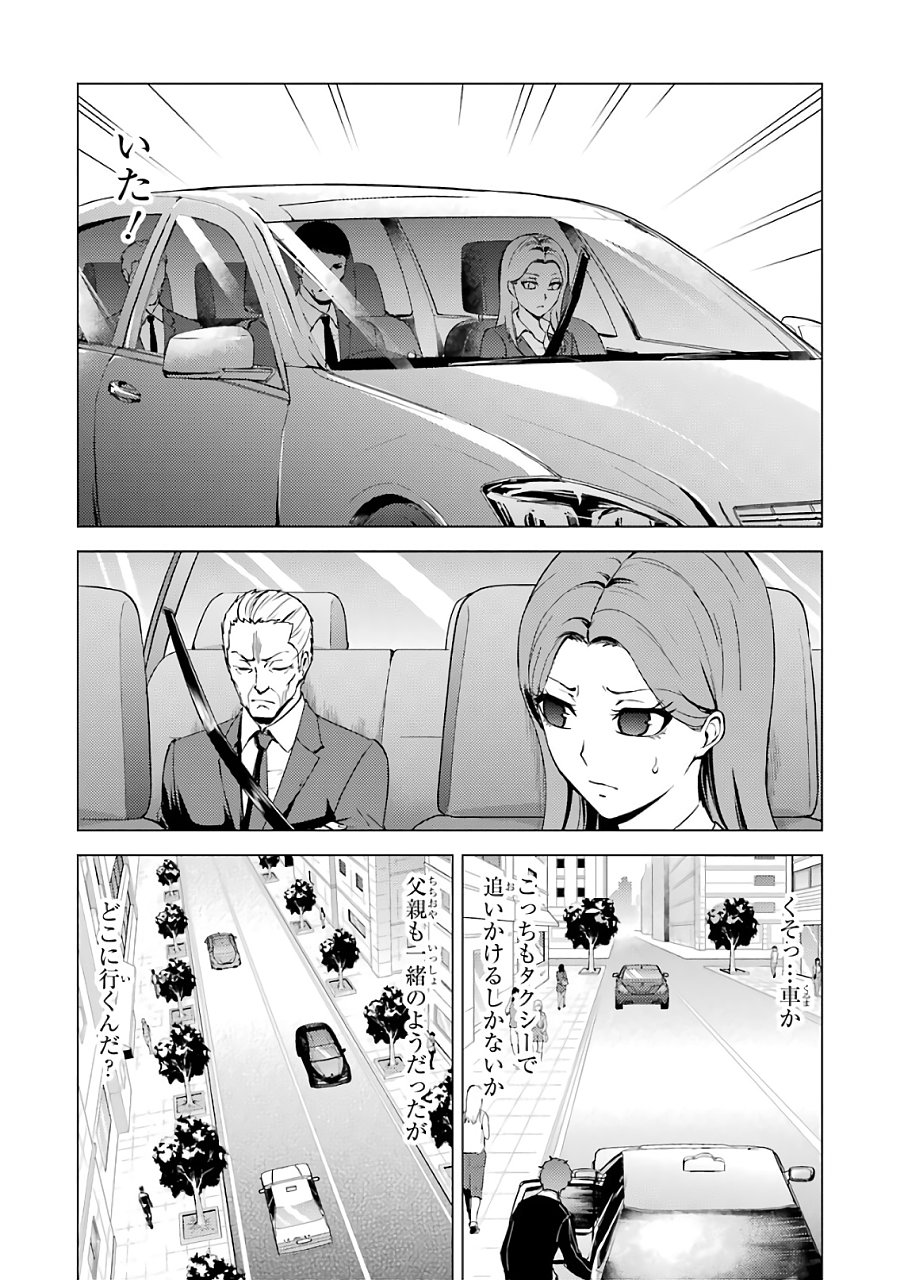 いた!
くそっ…車か
こっちもタクシーで
追いかけるしかないか
父親も一緒のようだったが
どこに行くんだ?